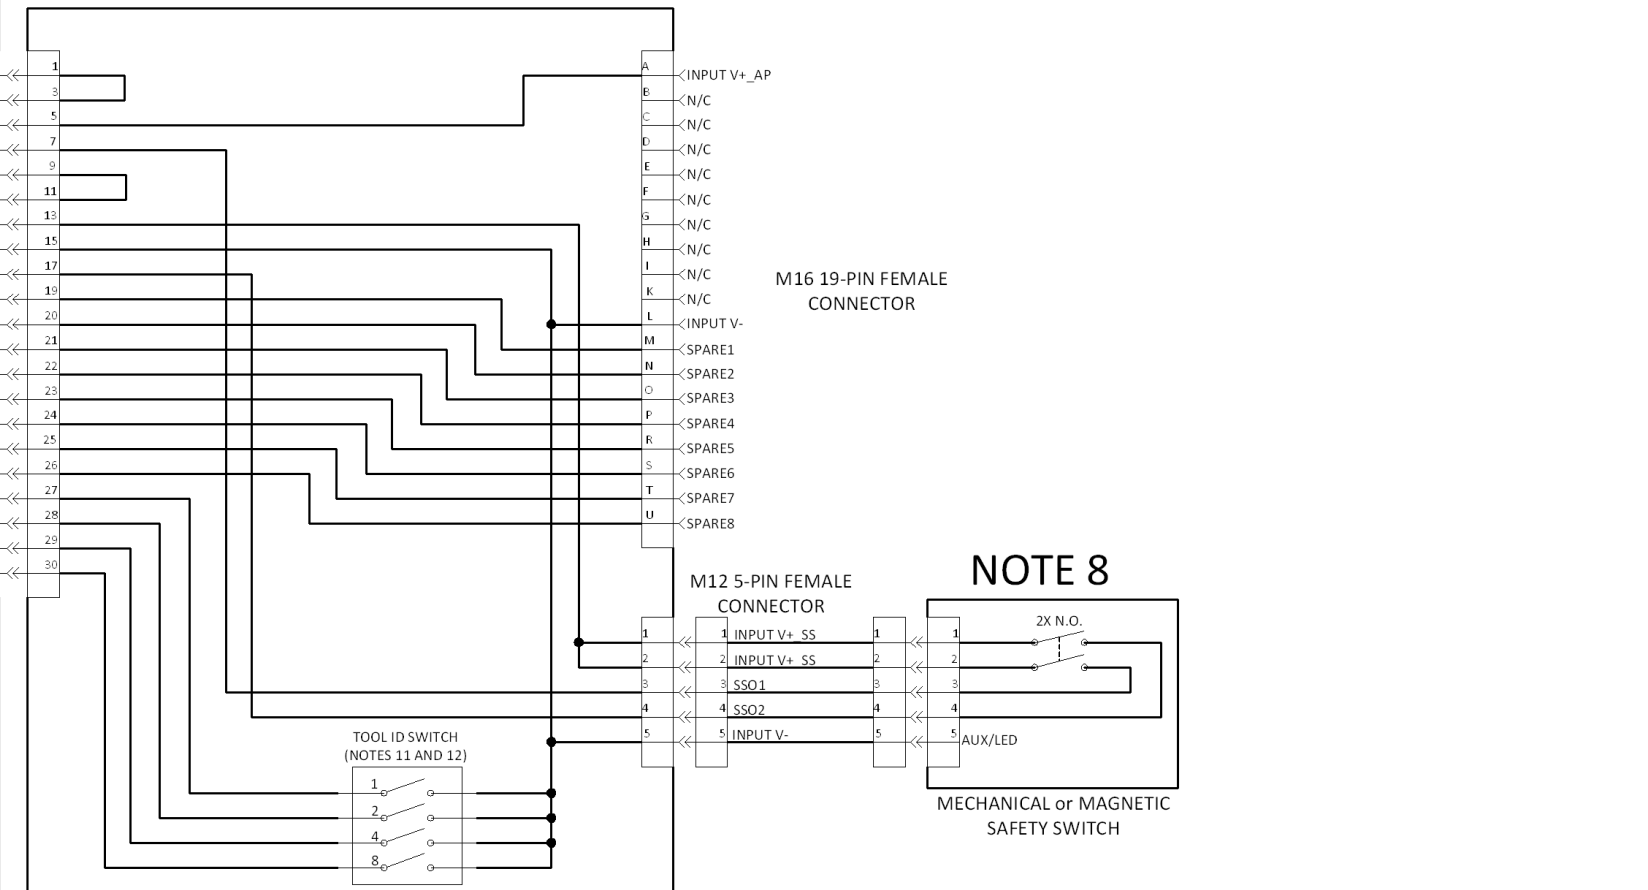 1
3
5
7
9
11
13
15
17
19
20
21
22
23
24
25
26
27
28
29
30
A INPUT V+_AP
B N/C
C N/C
D N/C
E N/C
F N/C
G N/C
H N/C
I N/C
K N/C
L INPUT V-
M SPARE1
N SPARE2
O SPARE3
P SPARE4
R SPARE5
S SPARE6
T SPARE7
U SPARE8
M16 19-PIN FEMALE
CONNECTOR
M12 5-PIN FEMALE
CONNECTOR
NOTE 8
2X N.O.
1 1 INPUT V+_SS 1 1
2 2 INPUT V+_SS 2 2
3 3 SSO1 3 3
4 4 SSO2 4 4
5 5 INPUT V- 5 5 AUX/LED
MECHANICAL or MAGNETIC
SAFETY SWITCH
TOOL ID SWITCH
(NOTES 11 AND 12)
1
2
4
8